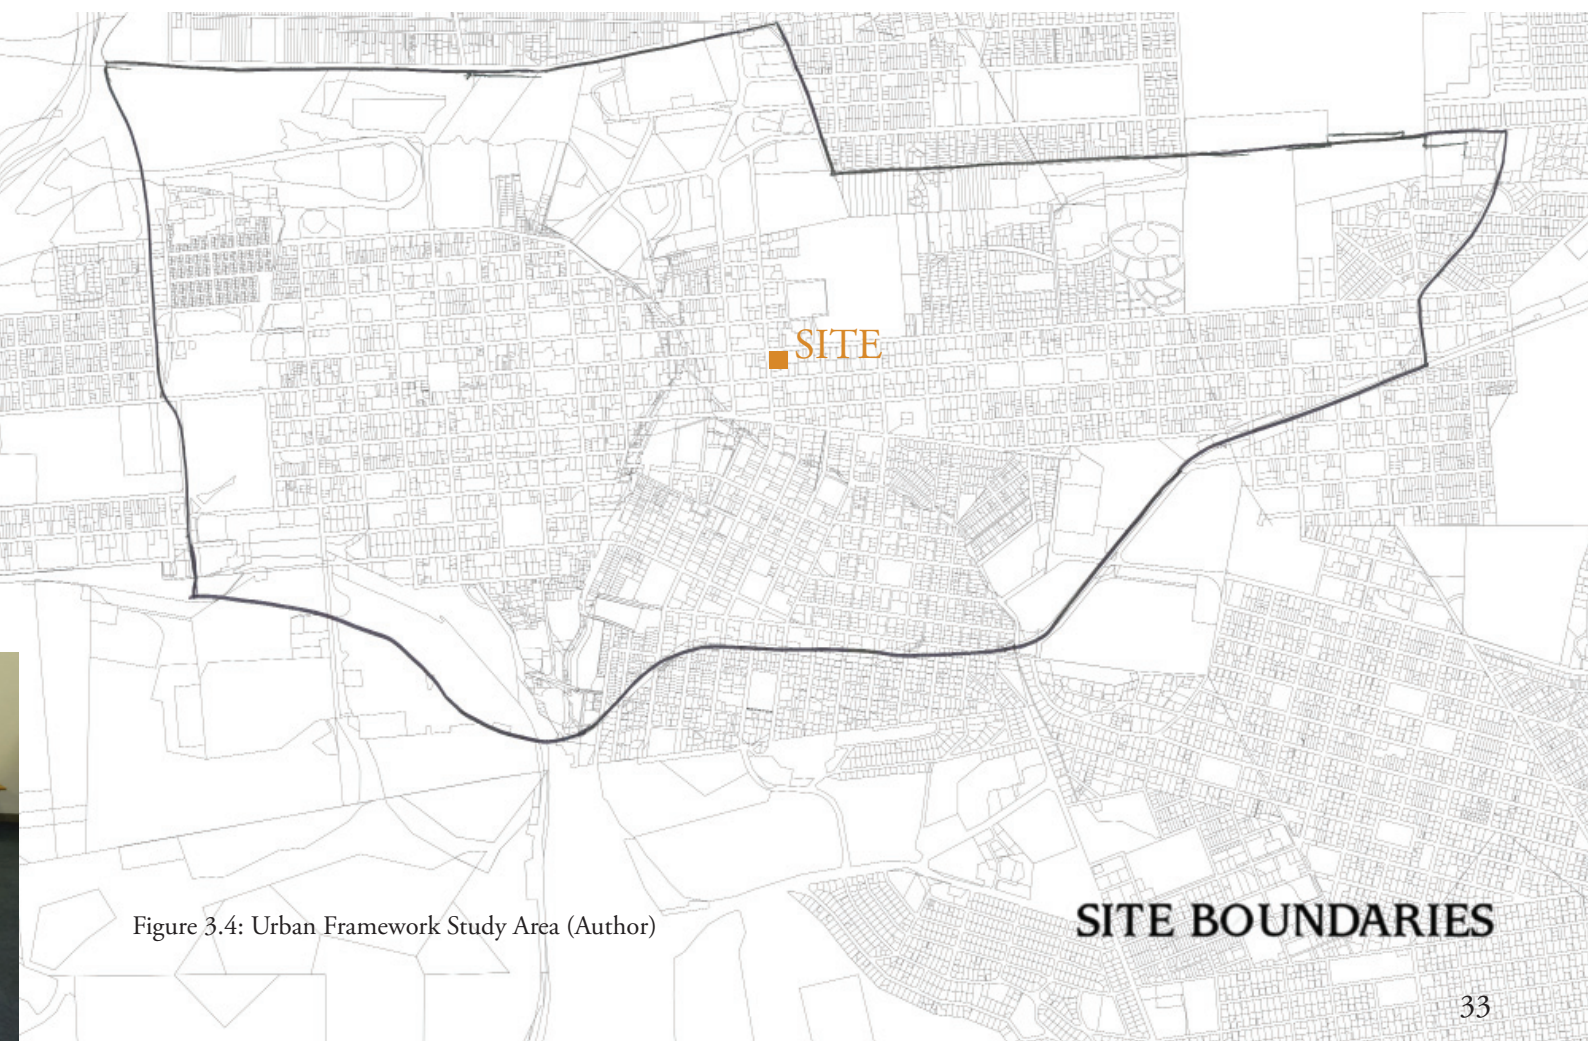 SITE
Figure 3.4: Urban Framework Study Area (Author)
SITE BOUNDARIES
33